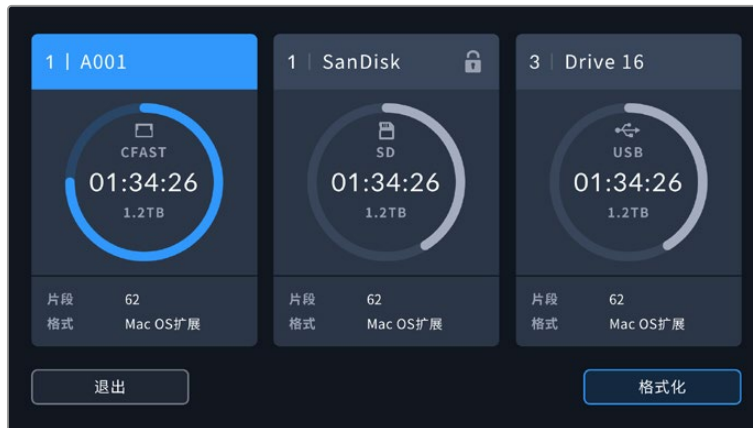 1 | A001
CFAST
01:34:26
1.2TB
片段 62
格式 Mac OS扩展
1 | SanDisk
SD
01:34:26
1.2TB
片段 62
格式 Mac OS扩展
3 | Drive 16
USB
01:34:26
1.2TB
片段 62
格式 Mac OS扩展
退出
格式化